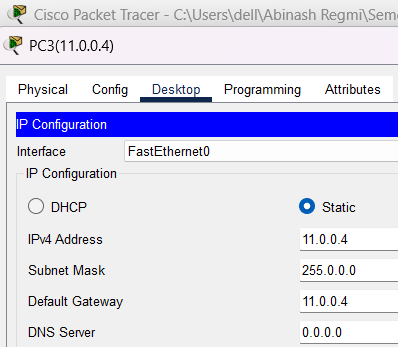 Cisco Packet Tracer - C:\Users\dell\Abinash Regmi\Seme
PC3(11.0.0.4)
Physical Config Desktop Programming Attributes
IP Configuration
Interface FastEthernet0
IP Configuration
DHCP Static
IPv4 Address 11.0.0.4
Subnet Mask 255.0.0.0
Default Gateway 11.0.0.4
DNS Server 0.0.0.0